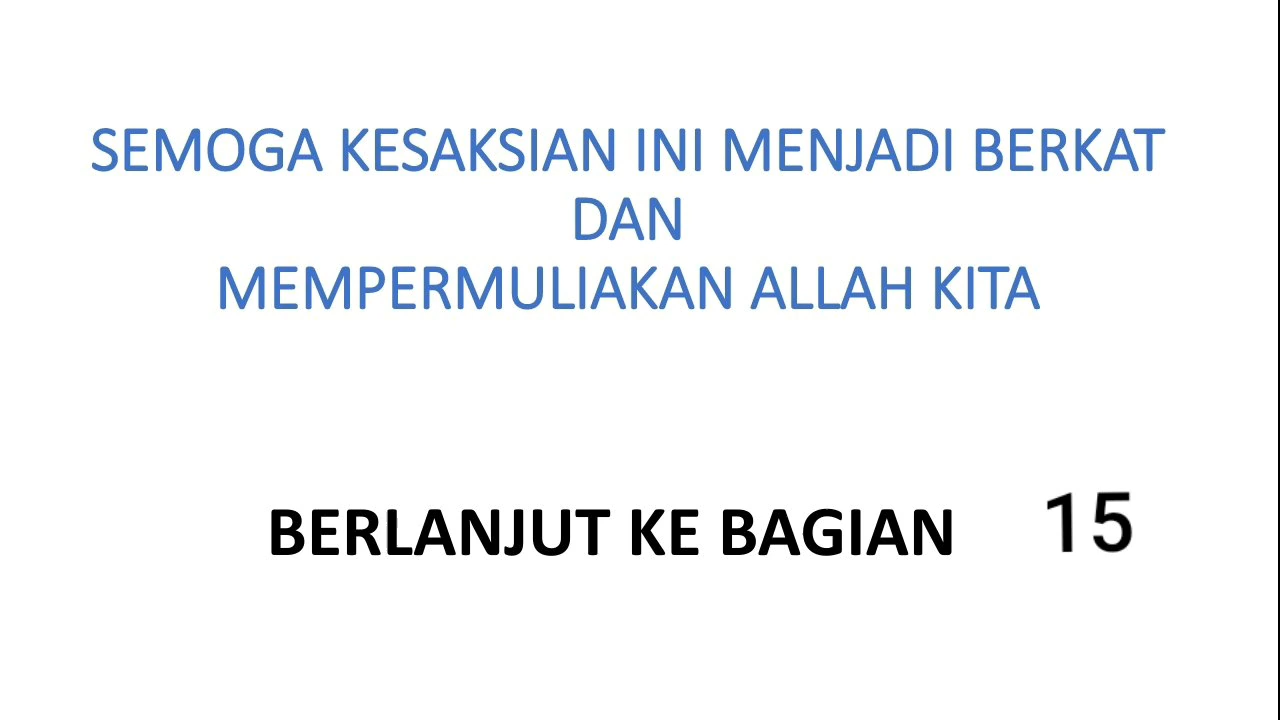 SEMOGA KESAKSIAN INI MENJADI BERKAT
DAN
MEMPERMULIAKAN ALLAH KITA
BERLANJUT KE BAGIAN 15